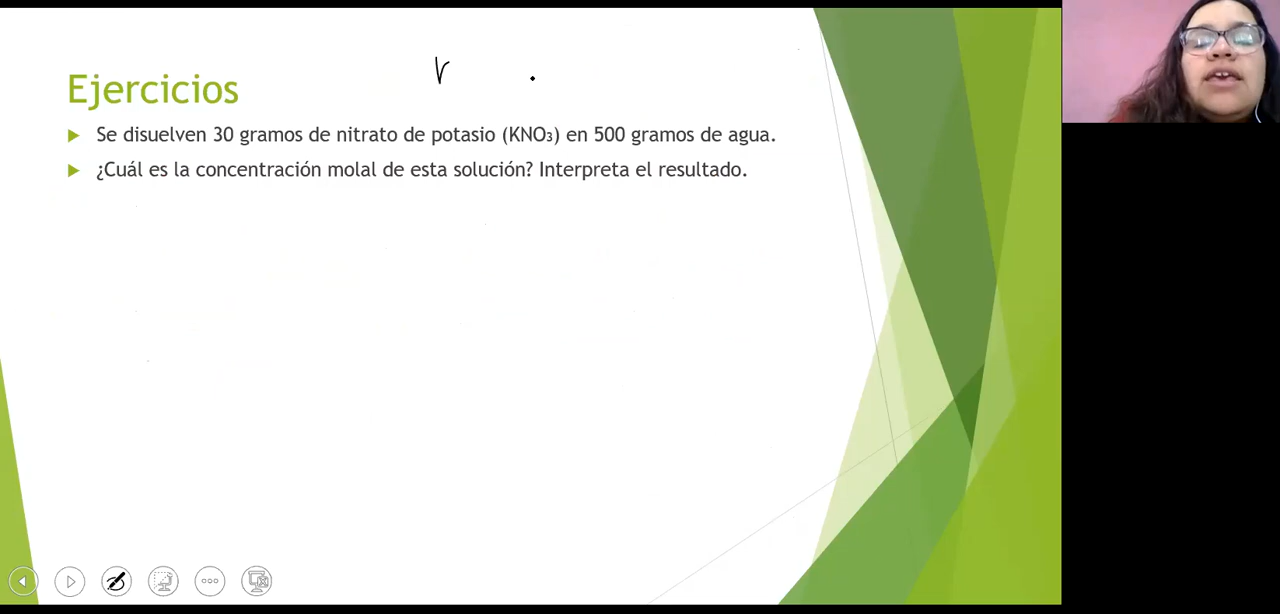 Ejercicios
Se disuelven 30 gramos de nitrato de potasio (KNO₃) en 500 gramos de agua.
¿Cuál es la concentración molal de esta solución? Interpreta el resultado.